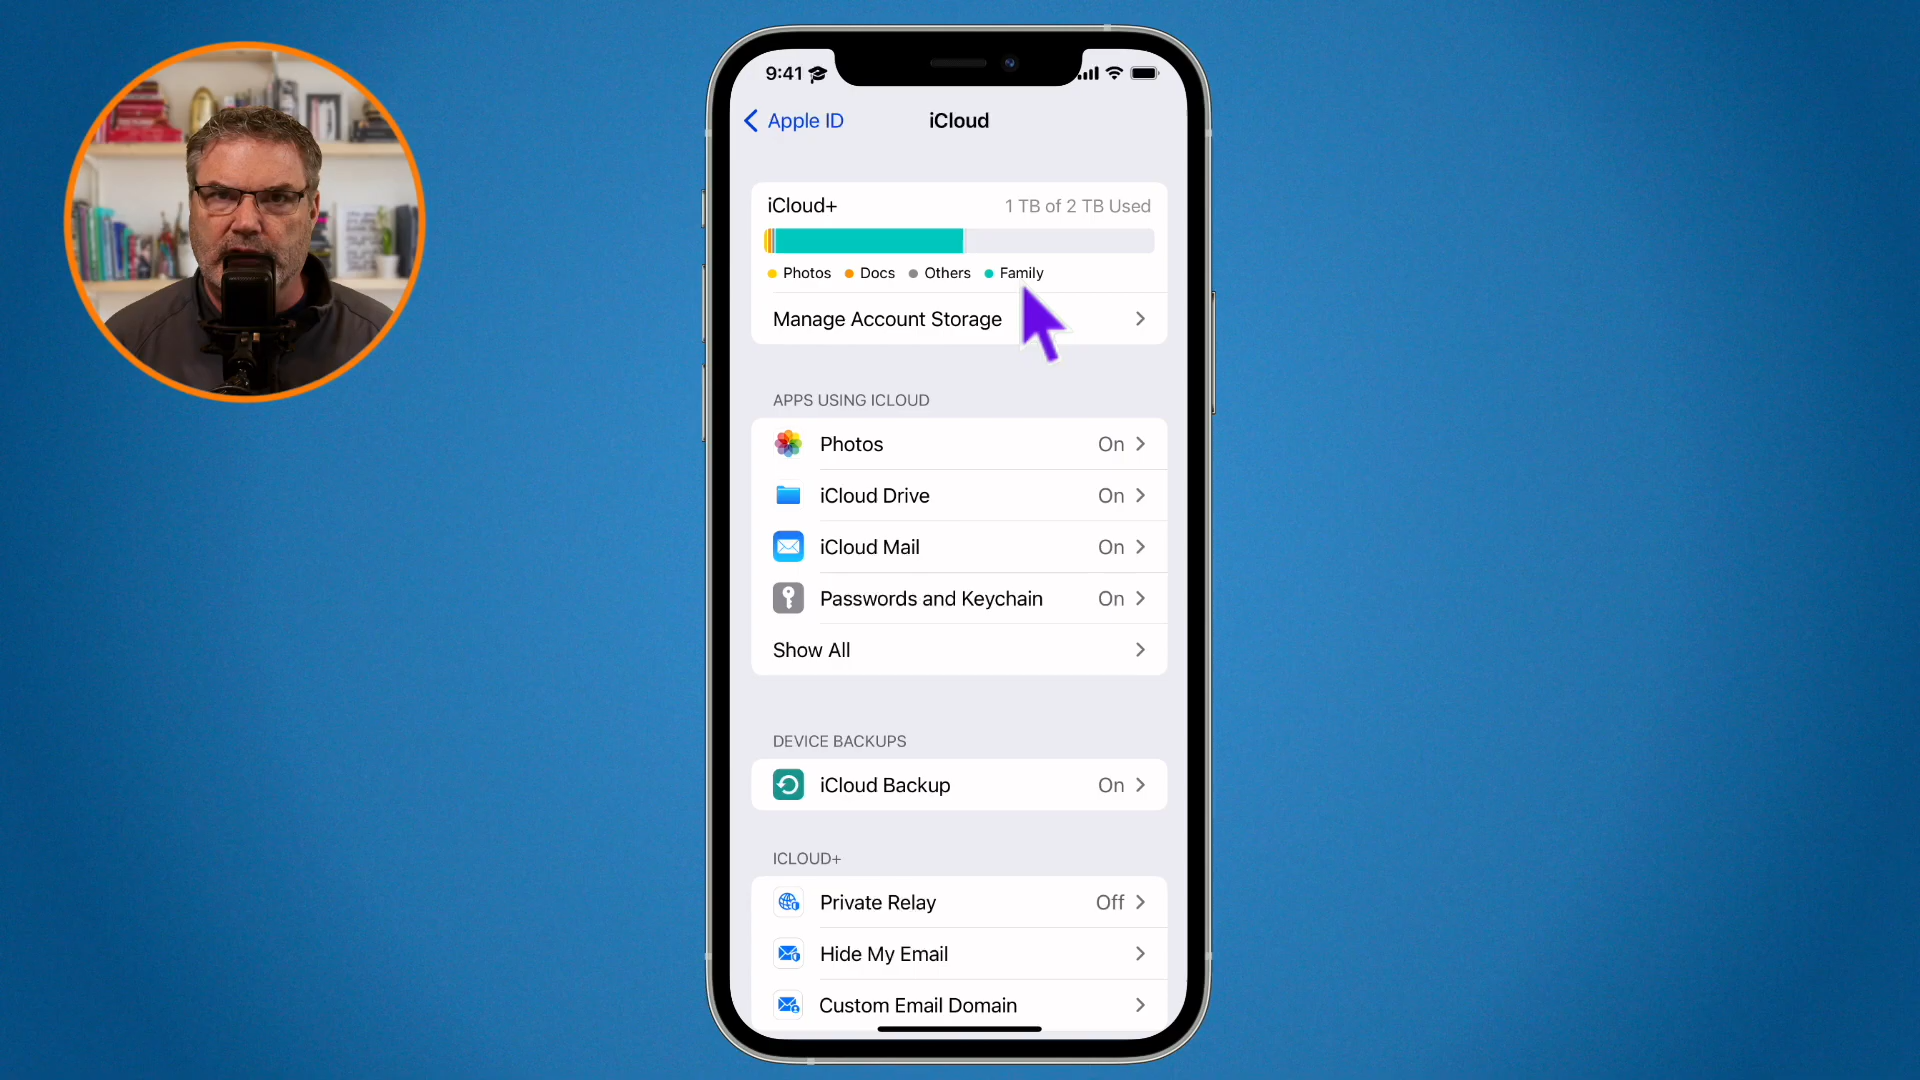 9:41
Apple ID
iCloud
iCloud+ 1 TB of 2 TB Used
Photos Docs Others Family
Manage Account Storage
APPS USING ICLOUD
Photos On
iCloud Drive On
iCloud Mail On
Passwords and Keychain On
Show All
DEVICE BACKUPS
iCloud Backup On
ICLOUD+
Private Relay Off
Hide My Email
Custom Email Domain